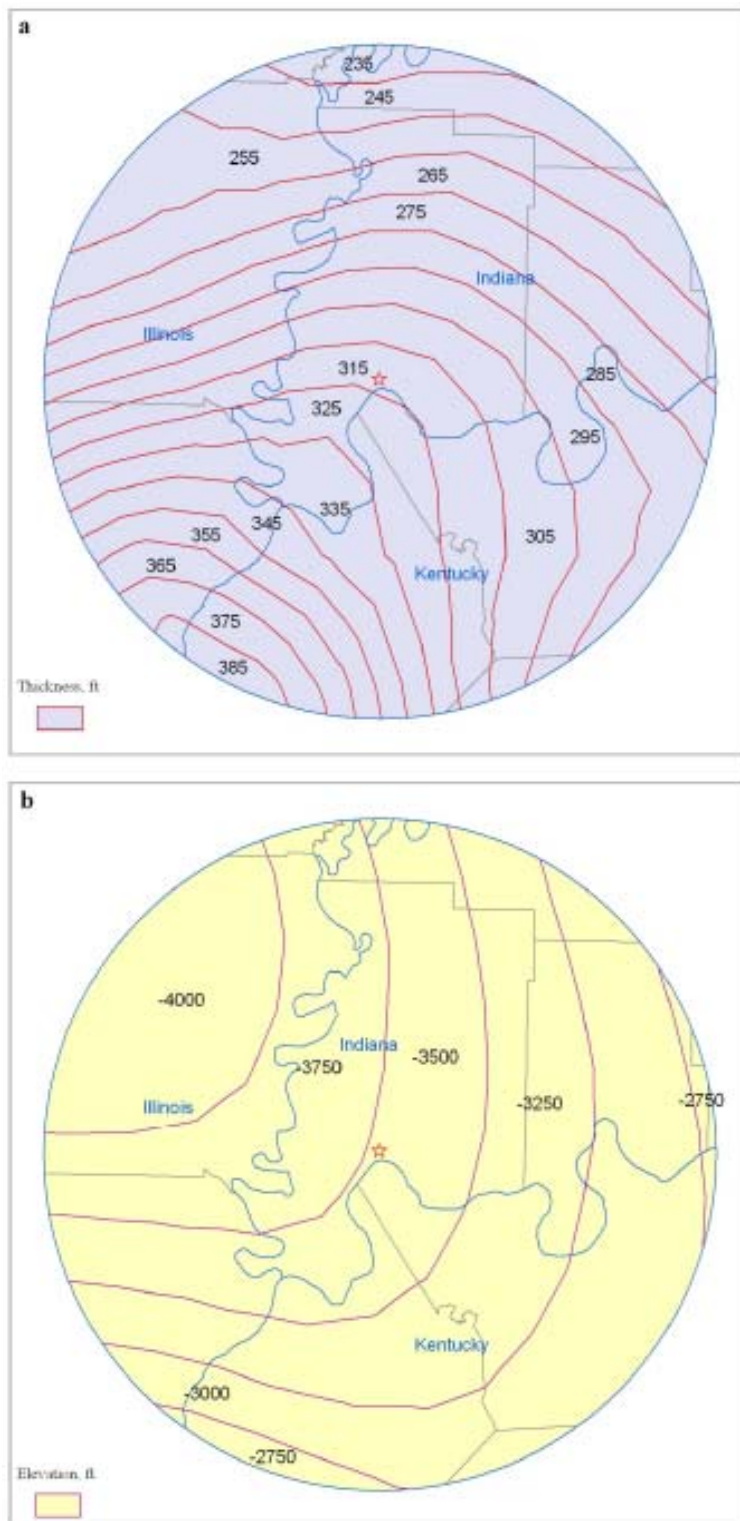 a
235
245
255
265
275
Indiana
Illinois
315
285
325
295
335
345
355
305
365
Kentucky
375
385
Thickness, ft
b
-4000
Indiana
-3500
-3750
-2750
-3250
Illinois
Kentucky
-3000
-2750
Elevation, ft